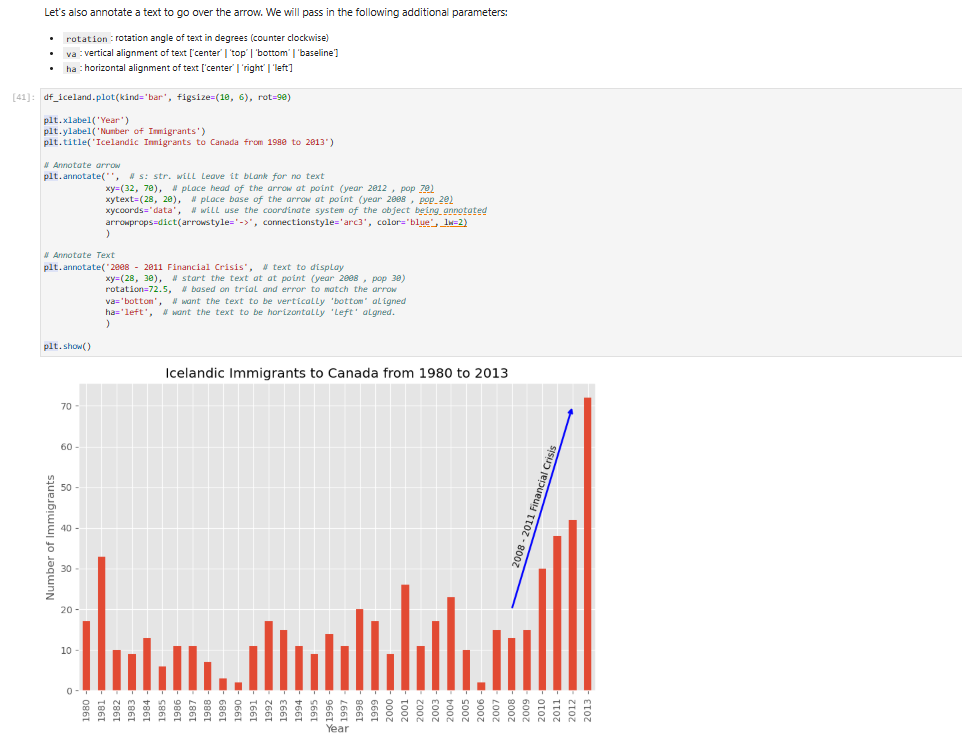 Let's also annotate a text to go over the arrow. We will pass in the following additional parameters:
rotation : rotation angle of text in degrees (counter clockwise)
va : vertical alignment of text ['center' | 'top' | 'bottom' | 'baseline']
ha : horizontal alignment of text ['center' | 'right' | 'left']
[41]: df_iceland.plot(kind='bar', figsize=(10, 6), rot=90)
plt.xlabel('Year')
plt.ylabel('Number of Immigrants')
plt.title('Icelandic Immigrants to Canada from 1980 to 2013')
# Annotate arrow
plt.annotate('',  # s: str. will leave it blank for no text
xy=(32, 70),  # place head of the arrow at point (year 2012 , pop 70)
xytext=(28, 20),  # place base of the arrow at point (year 2008 , pop 20)
xycoords='data',  # will use the coordinate system of the object being annotated
arrowprops=dict(arrowstyle='->', connectionstyle='arc3', color='blue', lw=2)
)
# Annotate Text
plt.annotate('2008 - 2011 Financial Crisis',  # text to display
xy=(28, 30),  # start the text at at point (year 2008 , pop 30)
rotation=72.5,  # based on trial and error to match the arrow
va='bottom',  # want the text to be vertically 'bottom' aligned
ha='left',  # want the text to be horizontally 'left' algned.
)
plt.show()
Icelandic Immigrants to Canada from 1980 to 2013
70
60
50
40
30
20
10
0
Number of Immigrants
2008 - 2011 Financial Crisis
1980 1981 1982 1983 1984 1985 1986 1987 1988 1989 1990 1991 1992 1993 1994 1995 1996 1997 1998 1999 2000 2001 2002 2003 2004 2005 2006 2007 2008 2009 2010 2011 2012 2013
Year